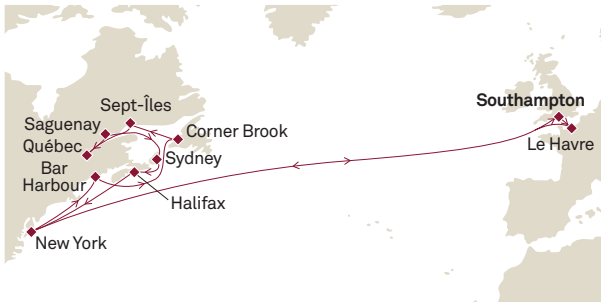 Sept-Îles
Saguenay
Québec
Bar
Harbour
Corner Brook
Sydney
Halifax
New York
Southampton
Le Havre